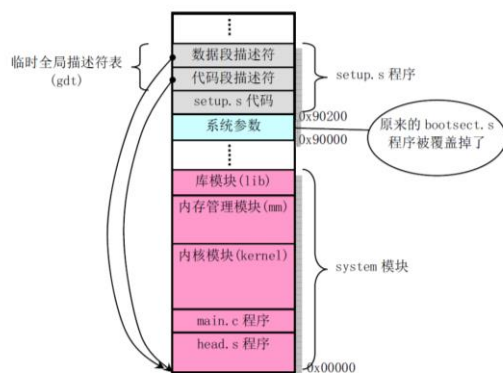 临时全局描述符表
(gdt)
数据段描述符
代码段描述符
setup.s 代码
系统参数
库模块(lib)
内存管理模块(mm)
内核模块(kernel)
main.c 程序
head.s 程序
setup.s 程序
0x90200
0x90000
原来的 bootsect.s
程序被覆盖掉了
system 模块
0x00000